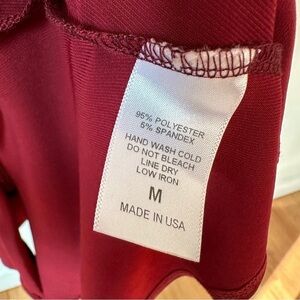 95% POLYESTER
5% SPANDEX
HAND WASH COLD
DO NOT BLEACH
LINE DRY
LOW IRON
M
MADE IN USA